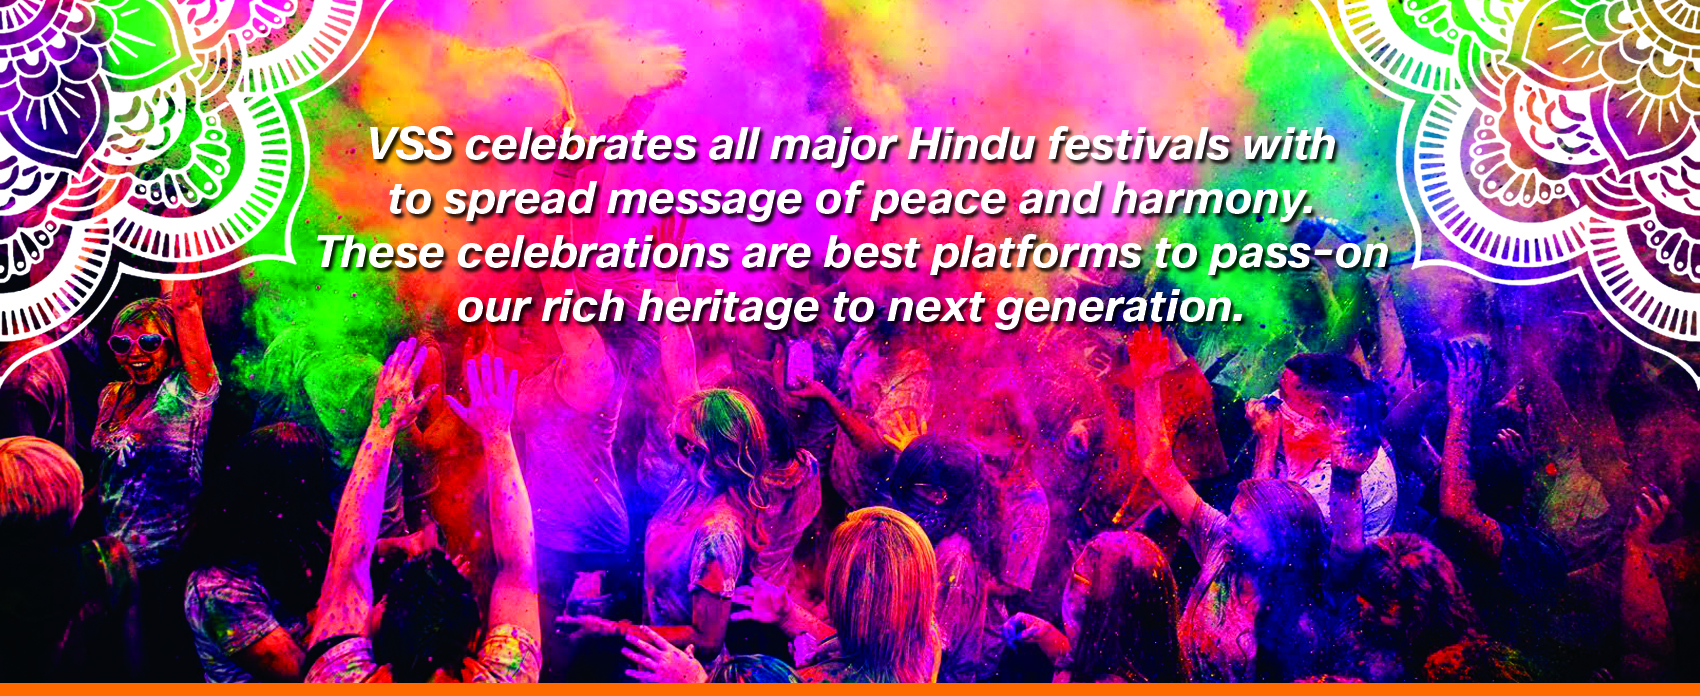 VSS celebrates all major Hindu festivals with
to spread message of peace and harmony.
These celebrations are best platforms to pass-on
our rich heritage to next generation.